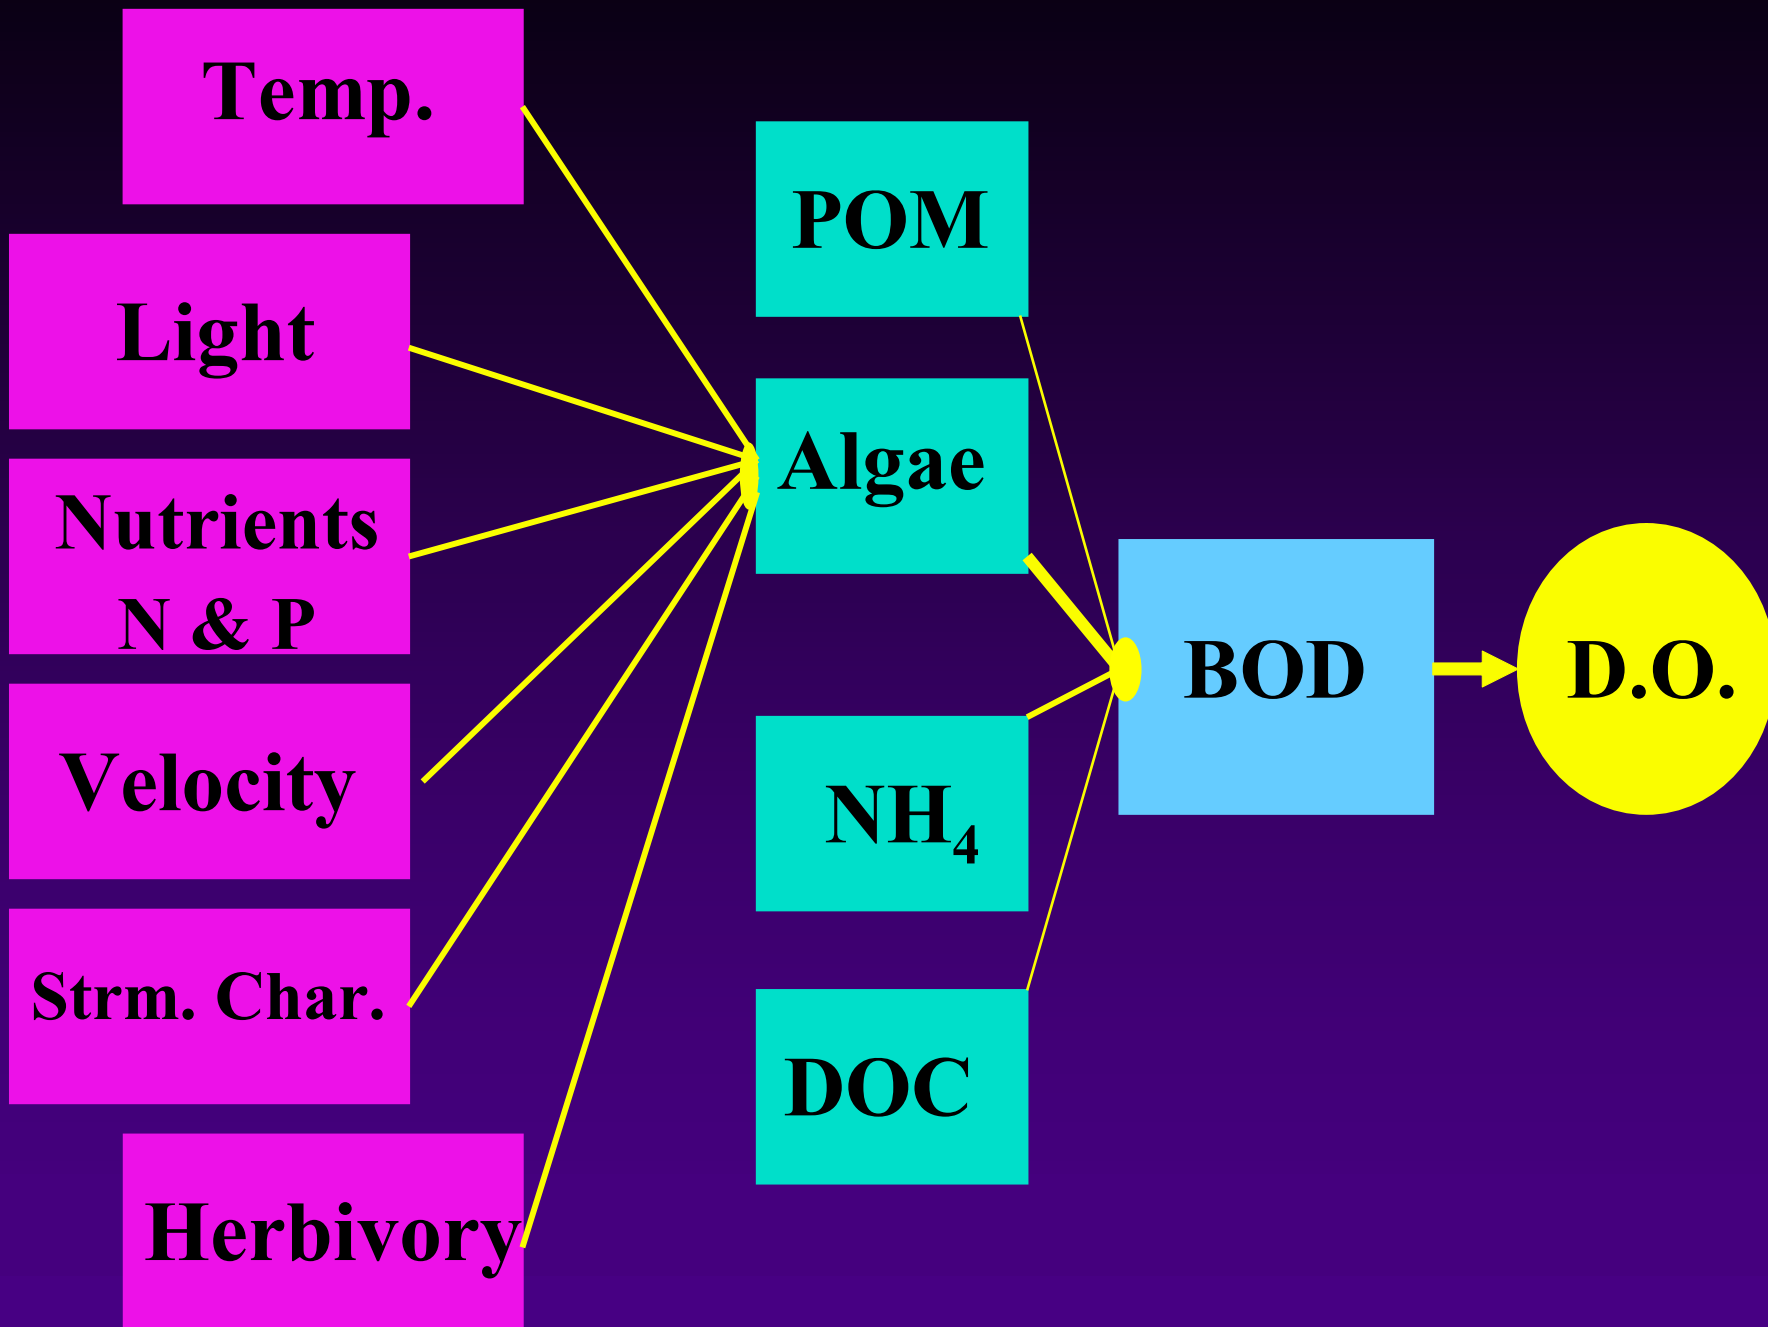 Temp.
Light
Nutrients
N & P
Velocity
Strm. Char.
Herbivory
POM
Algae
NH₄
DOC
BOD
D.O.